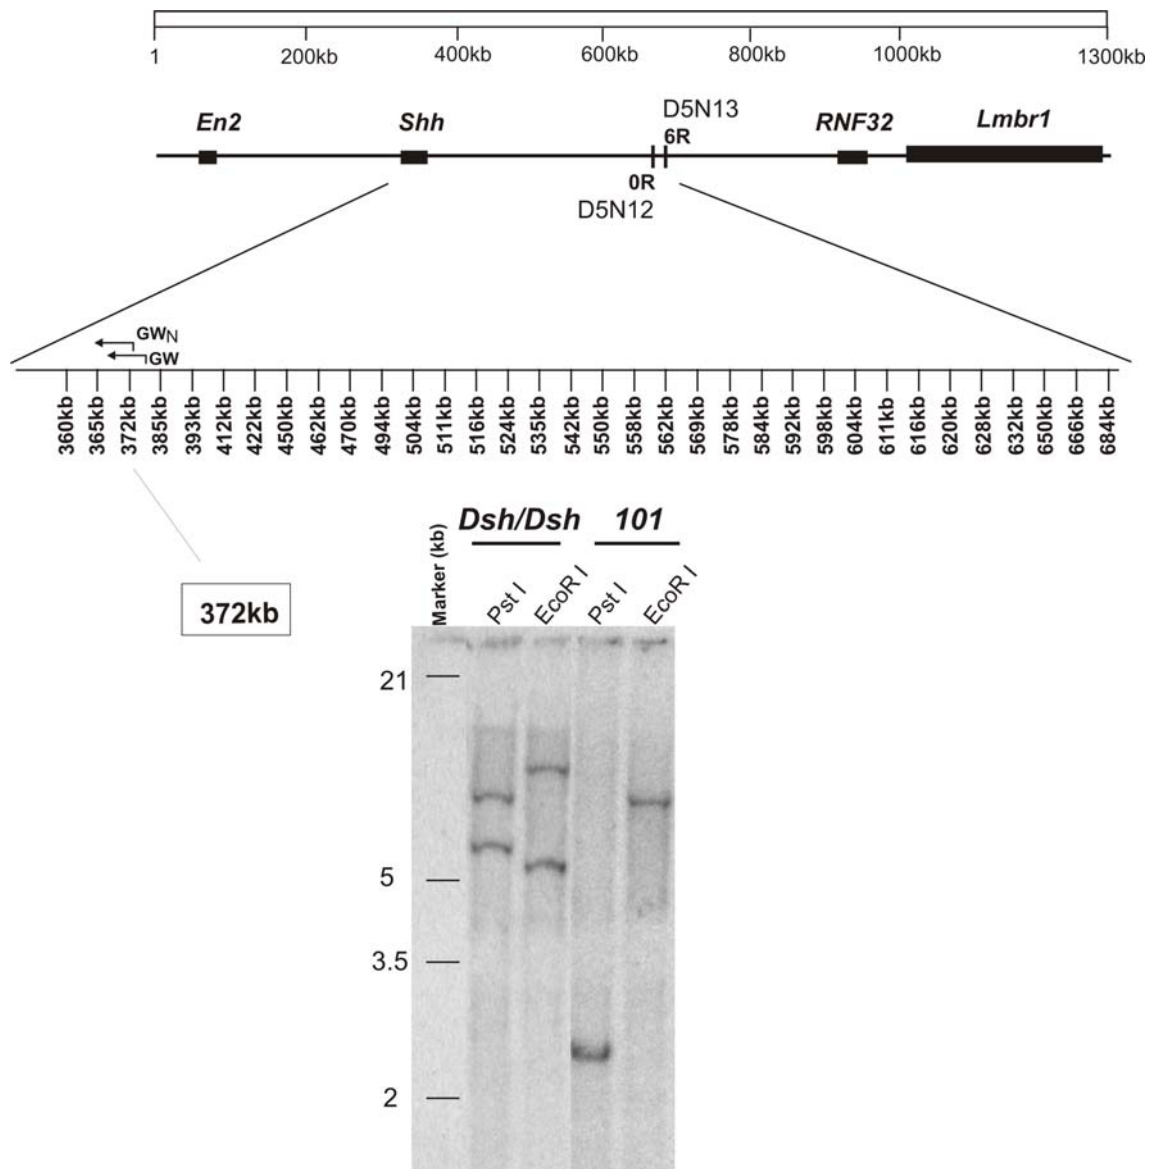 1 200kb 400kb 600kb 800kb 1000kb 1300kb
D5N13
En2 Shh 6R RNF32 Lmbr1
0R
D5N12
GWN
GW
360kb 365kb 372kb 385kb 393kb 412kb 422kb 450kb 462kb 470kb 494kb 504kb 511kb 516kb 524kb 535kb 542kb 550kb 558kb 562kb 569kb 578kb 584kb 592kb 598kb 604kb 611kb 616kb 620kb 628kb 632kb 650kb 666kb 684kb
Dsh/Dsh 101
Marker (kb) Pst I EcoR I Pst I EcoR I
372kb
21
5
3.5
2